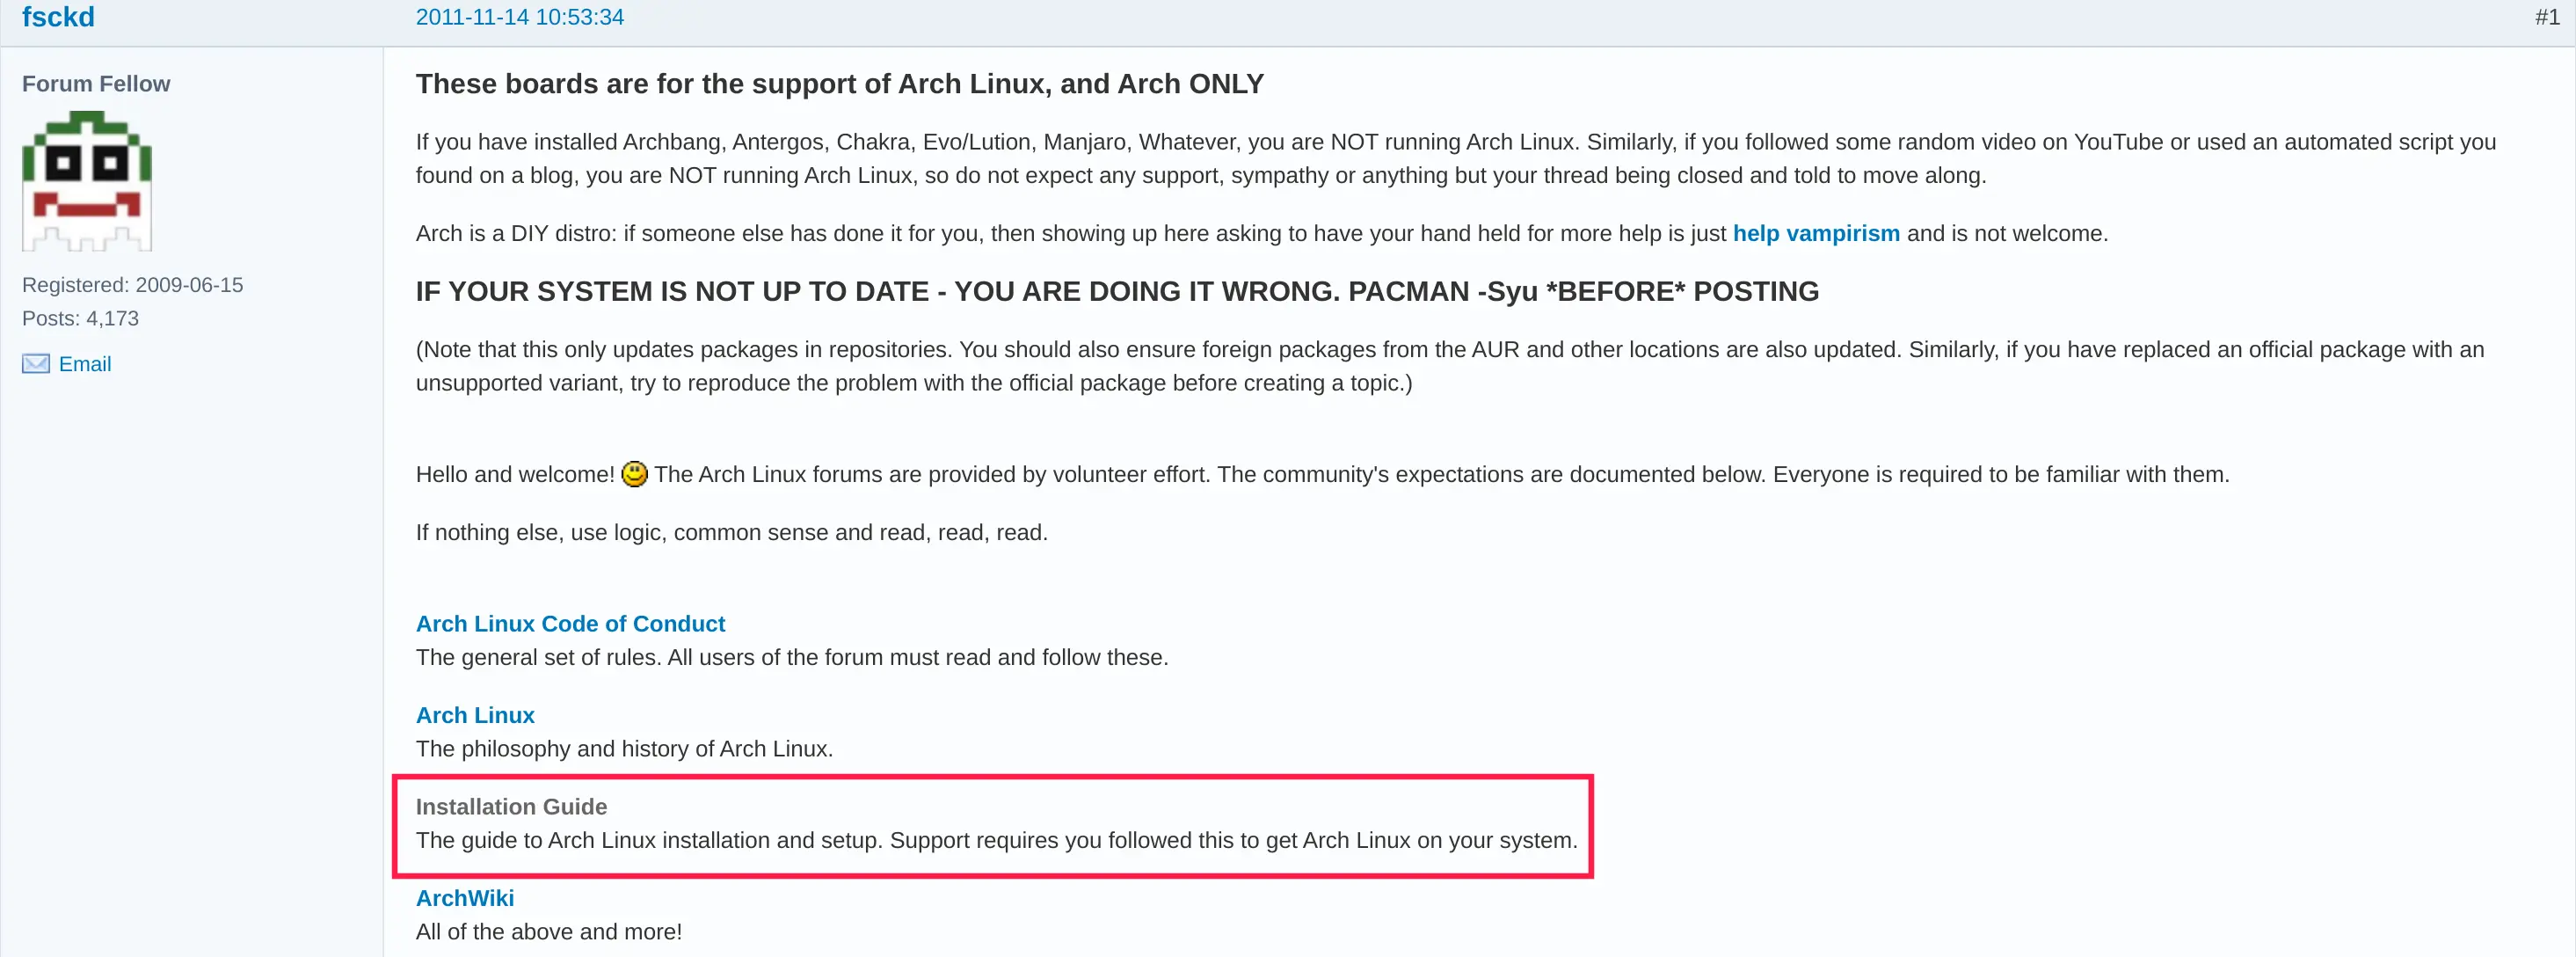 fsckd
2011-11-14 10:53:34
#1
Forum Fellow
Registered: 2009-06-15
Posts: 4,173
Email
These boards are for the support of Arch Linux, and Arch ONLY
If you have installed Archbang, Antergos, Chakra, Evo/Lution, Manjaro, Whatever, you are NOT running Arch Linux. Similarly, if you followed some random video on YouTube or used an automated script you
found on a blog, you are NOT running Arch Linux, so do not expect any support, sympathy or anything but your thread being closed and told to move along.
Arch is a DIY distro: if someone else has done it for you, then showing up here asking to have your hand held for more help is just help vampirism and is not welcome.
IF YOUR SYSTEM IS NOT UP TO DATE - YOU ARE DOING IT WRONG. PACMAN -Syu *BEFORE* POSTING
(Note that this only updates packages in repositories. You should also ensure foreign packages from the AUR and other locations are also updated. Similarly, if you have replaced an official package with an
unsupported variant, try to reproduce the problem with the official package before creating a topic.)
Hello and welcome! The Arch Linux forums are provided by volunteer effort. The community's expectations are documented below. Everyone is required to be familiar with them.
If nothing else, use logic, common sense and read, read, read.
Arch Linux Code of Conduct
The general set of rules. All users of the forum must read and follow these.
Arch Linux
The philosophy and history of Arch Linux.
Installation Guide
The guide to Arch Linux installation and setup. Support requires you followed this to get Arch Linux on your system.
ArchWiki
All of the above and more!